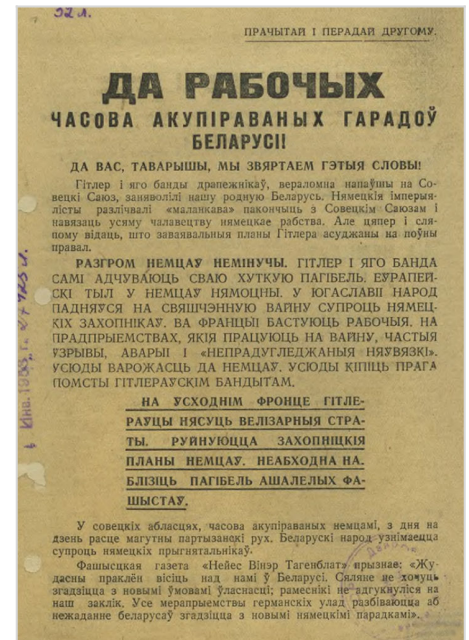 32 л.
ПРАЧЫТАЙ І ПЕРАДАЙ ДРУГОМУ.
ДА РАБОЧЫХ
ЧАСОВА АКУПІРАВАНЫХ ГАРАДОЎ
БЕЛАРУСІ!
ДА ВАС, ТАВАРЫШЫ, МЫ ЗВЯРТАЕМ ГЭТЫЯ СЛОВЫ!
Гітлер і яго банды драпежнікаў, вераломна напаўшы на Со-
вецкі Саюз, заняволілі нашу родную Беларусь. Нямецкія імперыя-
лісты разлічвалі «маланкава» пакончыць з Совецкім Саюзам і
навязаць усяму чалавецтву нямецкае рабства. Але цяпер і сля-
пому відаць, што заваявальныя планы Гітлера асуджаны на поўны
правал.
РАЗГРОМ НЕМЦАЎ НЕМІНУЧЫ. ГІТЛЕР І ЯГО БАНДА
САМІ АДЧУВАЮЦЬ СВАЮ ХУТКУЮ ПАГІБЕЛЬ. ЕЎРАПЕЙ-
СКІ ТЫЛ У НЕМЦАЎ НЯМОЦНЫ. У ЮГАСЛАВІІ НАРОД
ПАДНЯЎСЯ НА СВЯШЧЭННУЮ ВАЙНУ СУПРОЦЬ НЯМЕЦ-
КІХ ЗАХОПНІКАЎ. ВА ФРАНЦЫІ БАСТУЮЦЬ РАБОЧЫЯ. НА
ПРАДПРЫЕМСТВАХ, ЯКІЯ ПРАЦУЮЦЬ НА ВАЙНУ, ЧАСТЫЯ
ЎЗРЫВЫ, АВАРЫІ І «НЕПРАДУГЛЕДЖАНЫЯ НЯЎВЯЗКІ».
УСЮДЫ ВАРОЖАСЦЬ ДА НЕМЦАЎ. УСЮДЫ КІПІЦЬ ПРАГА
ПОМСТЫ ГІТЛЕРАЎСКІМ БАНДЫТАМ.
НА УСХОДНІМ ФРОНЦЕ ГІТЛЕ-
РАЎЦЫ НЯСУЦЬ ВЕЛІЗАРНЫЯ СТРА-
ТЫ. РУЙНУЮЦЦА ЗАХОПНІЦКІЯ
ПЛАНЫ НЕМЦАЎ. НЕАБХОДНА НА-
БЛІЗІЦЬ ПАГІБЕЛЬ АШАЛЕЛЫХ ФА-
ШЫСТАЎ.
У совецкіх абласцях, часова акупіраваных немцамі, з дня на
дзень расце магутны партызанскі рух. Беларускі народ узнімаецца
супроць нямецкіх прыгнятальнікаў.
Фашысцкая газета «Нейес Вінэр Тагенблат» прызнае: «Жу-
дасны праклён вісіць над намі ў Беларусі. Сяляне не хочуць
згадзіцца з новымі ўмовамі ўласнасці; рамеснікі не адгукнуліся на
наш заклік. Усе мерапрыемствы германскіх улад разбіваюцца аб
нежаданне беларусаў згадзіцца з новымі нямецкімі парадкамі».